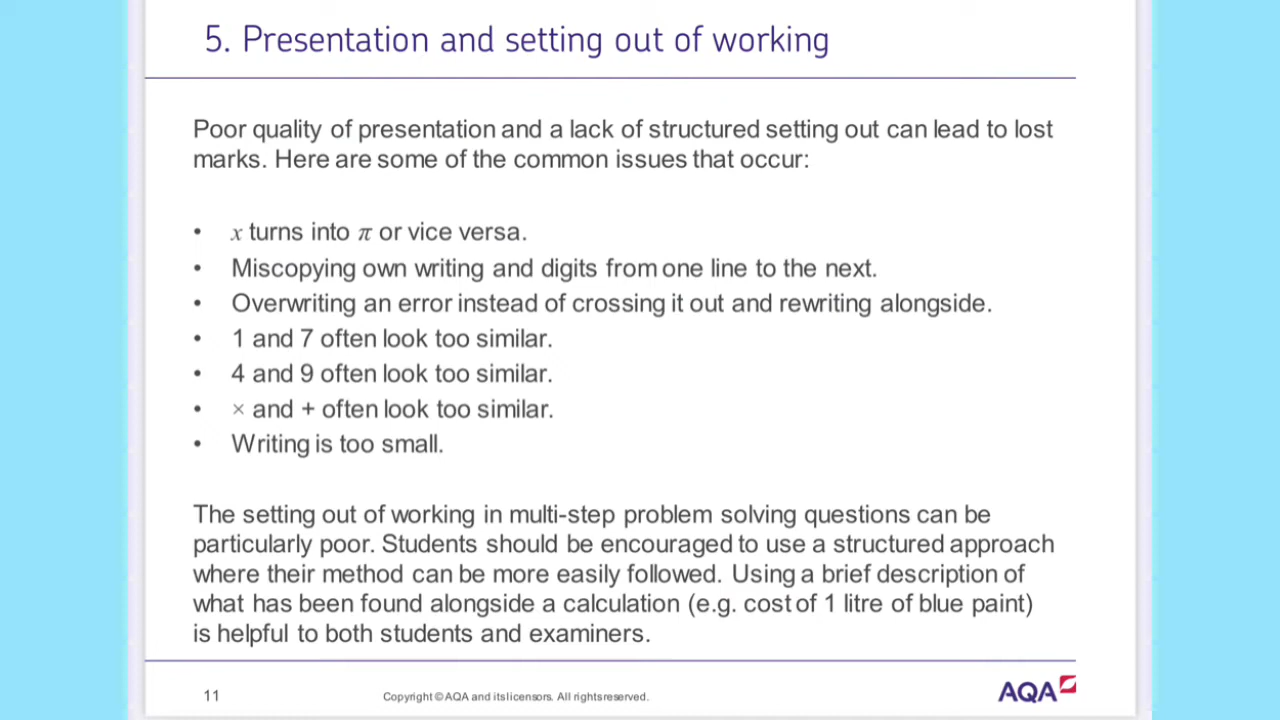 5. Presentation and setting out of working
Poor quality of presentation and a lack of structured setting out can lead to lost
marks. Here are some of the common issues that occur:
• x turns into π or vice versa.
• Miscopying own writing and digits from one line to the next.
• Overwriting an error instead of crossing it out and rewriting alongside.
• 1 and 7 often look too similar.
• 4 and 9 often look too similar.
• × and + often look too similar.
• Writing is too small.
The setting out of working in multi-step problem solving questions can be
particularly poor. Students should be encouraged to use a structured approach
where their method can be more easily followed. Using a brief description of
what has been found alongside a calculation (e.g. cost of 1 litre of blue paint)
is helpful to both students and examiners.
11
Copyright © AQA and its licensors. All rights reserved.
AQA